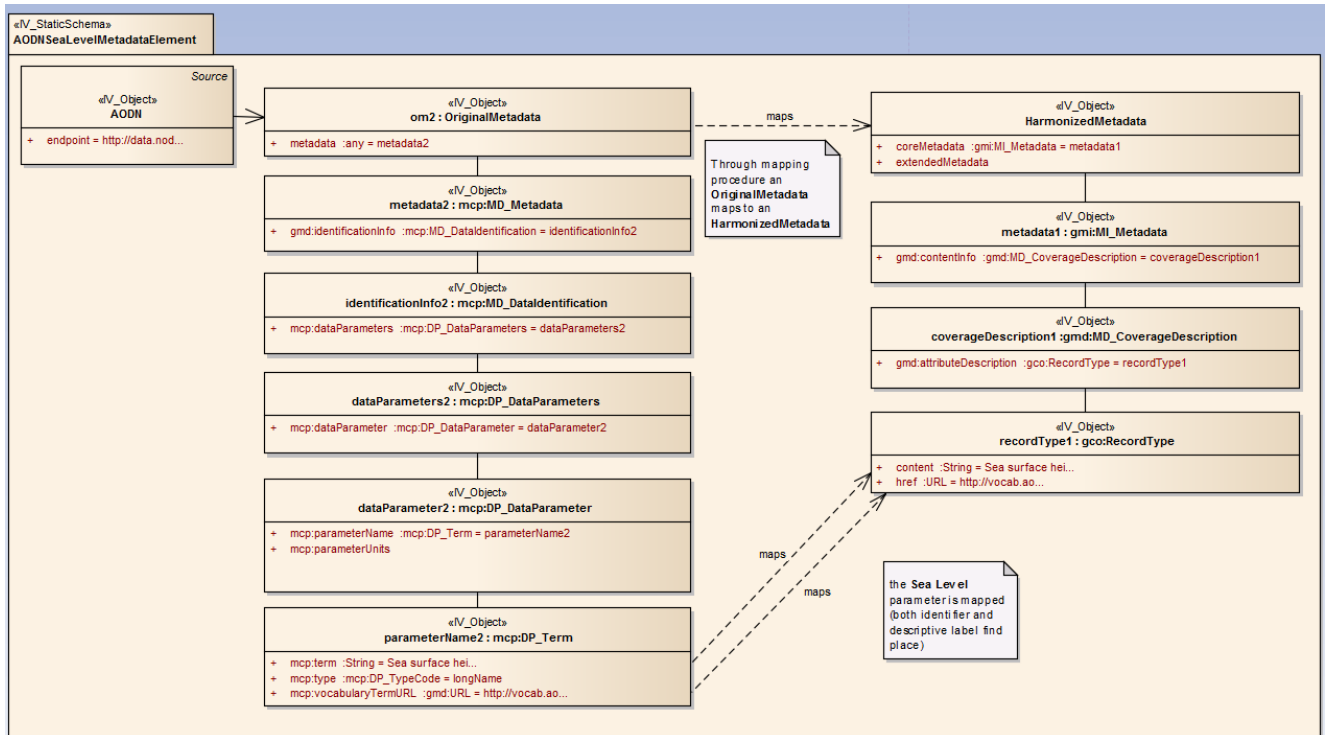 «IV_StaticSchema»
AODNSeaLevelMetadataElement
Source
«IV_Object»
AODN
+ endpoint = http://data.nod...
«IV_Object»
om2 : OriginalMetadata
+ metadata :any = metadata2
«IV_Object»
metadata2 : mcp:MD_Metadata
+ gmd:identificationInfo :mcp:MD_DataIdentification = identificationInfo2
«IV_Object»
identificationInfo2 : mcp:MD_DataIdentification
+ mcp:dataParameters :mcp:DP_DataParameters = dataParameters2
«IV_Object»
dataParameters2 : mcp:DP_DataParameters
+ mcp:dataParameter :mcp:DP_DataParameter = dataParameter2
«IV_Object»
dataParameter2 : mcp:DP_DataParameter
+ mcp:parameterName :mcp:DP_Term = parameterName2
+ mcp:parameterUnits
«IV_Object»
parameterName2 : mcp:DP_Term
+ mcp:term :String = Sea surface hei...
+ mcp:type :mcp:DP_TypeCode = longName
+ mcp:vocabularyTermURL :gmd:URL = http://vocab.ao...
maps
Through mapping
procedure an
OriginalMetadata
maps to an
HarmonizedMetadata
«IV_Object»
HarmonizedMetadata
+ coreMetadata :gmi:MI_Metadata = metadata1
+ extendedMetadata
«IV_Object»
metadata1 : gmi:MI_Metadata
+ gmd:contentInfo :gmd:MD_CoverageDescription = coverageDescription1
«IV_Object»
coverageDescription1 :gmd:MD_CoverageDescription
+ gmd:attributeDescription :gco:RecordType = recordType1
«IV_Object»
recordType1 : gco:RecordType
+ content :String = Sea surface hei...
+ href :URL = http://vocab.ao...
maps
maps
the Sea Level
parameter is mapped
(both identifier and
descriptive label find
place)